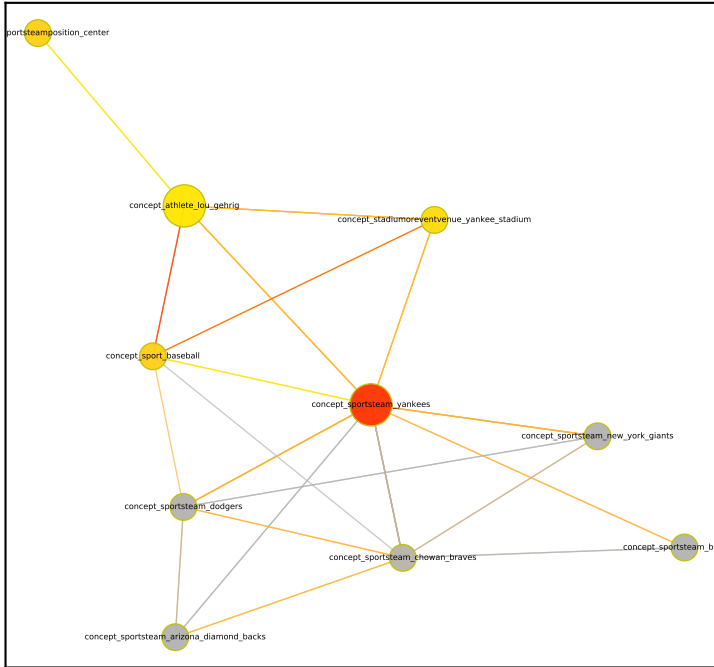 portsteamposition_center
concept_athlete_lou_gehrig
concept_stadiumoreventvenue_yankee_stadium
concept_sport_baseball
concept_sportsteam_yankees
concept_sportsteam_new_york_giants
concept_sportsteam_dodgers
concept_sportsteam_b
concept_sportsteam_chowan_braves
concept_sportsteam_arizona_diamond_backs